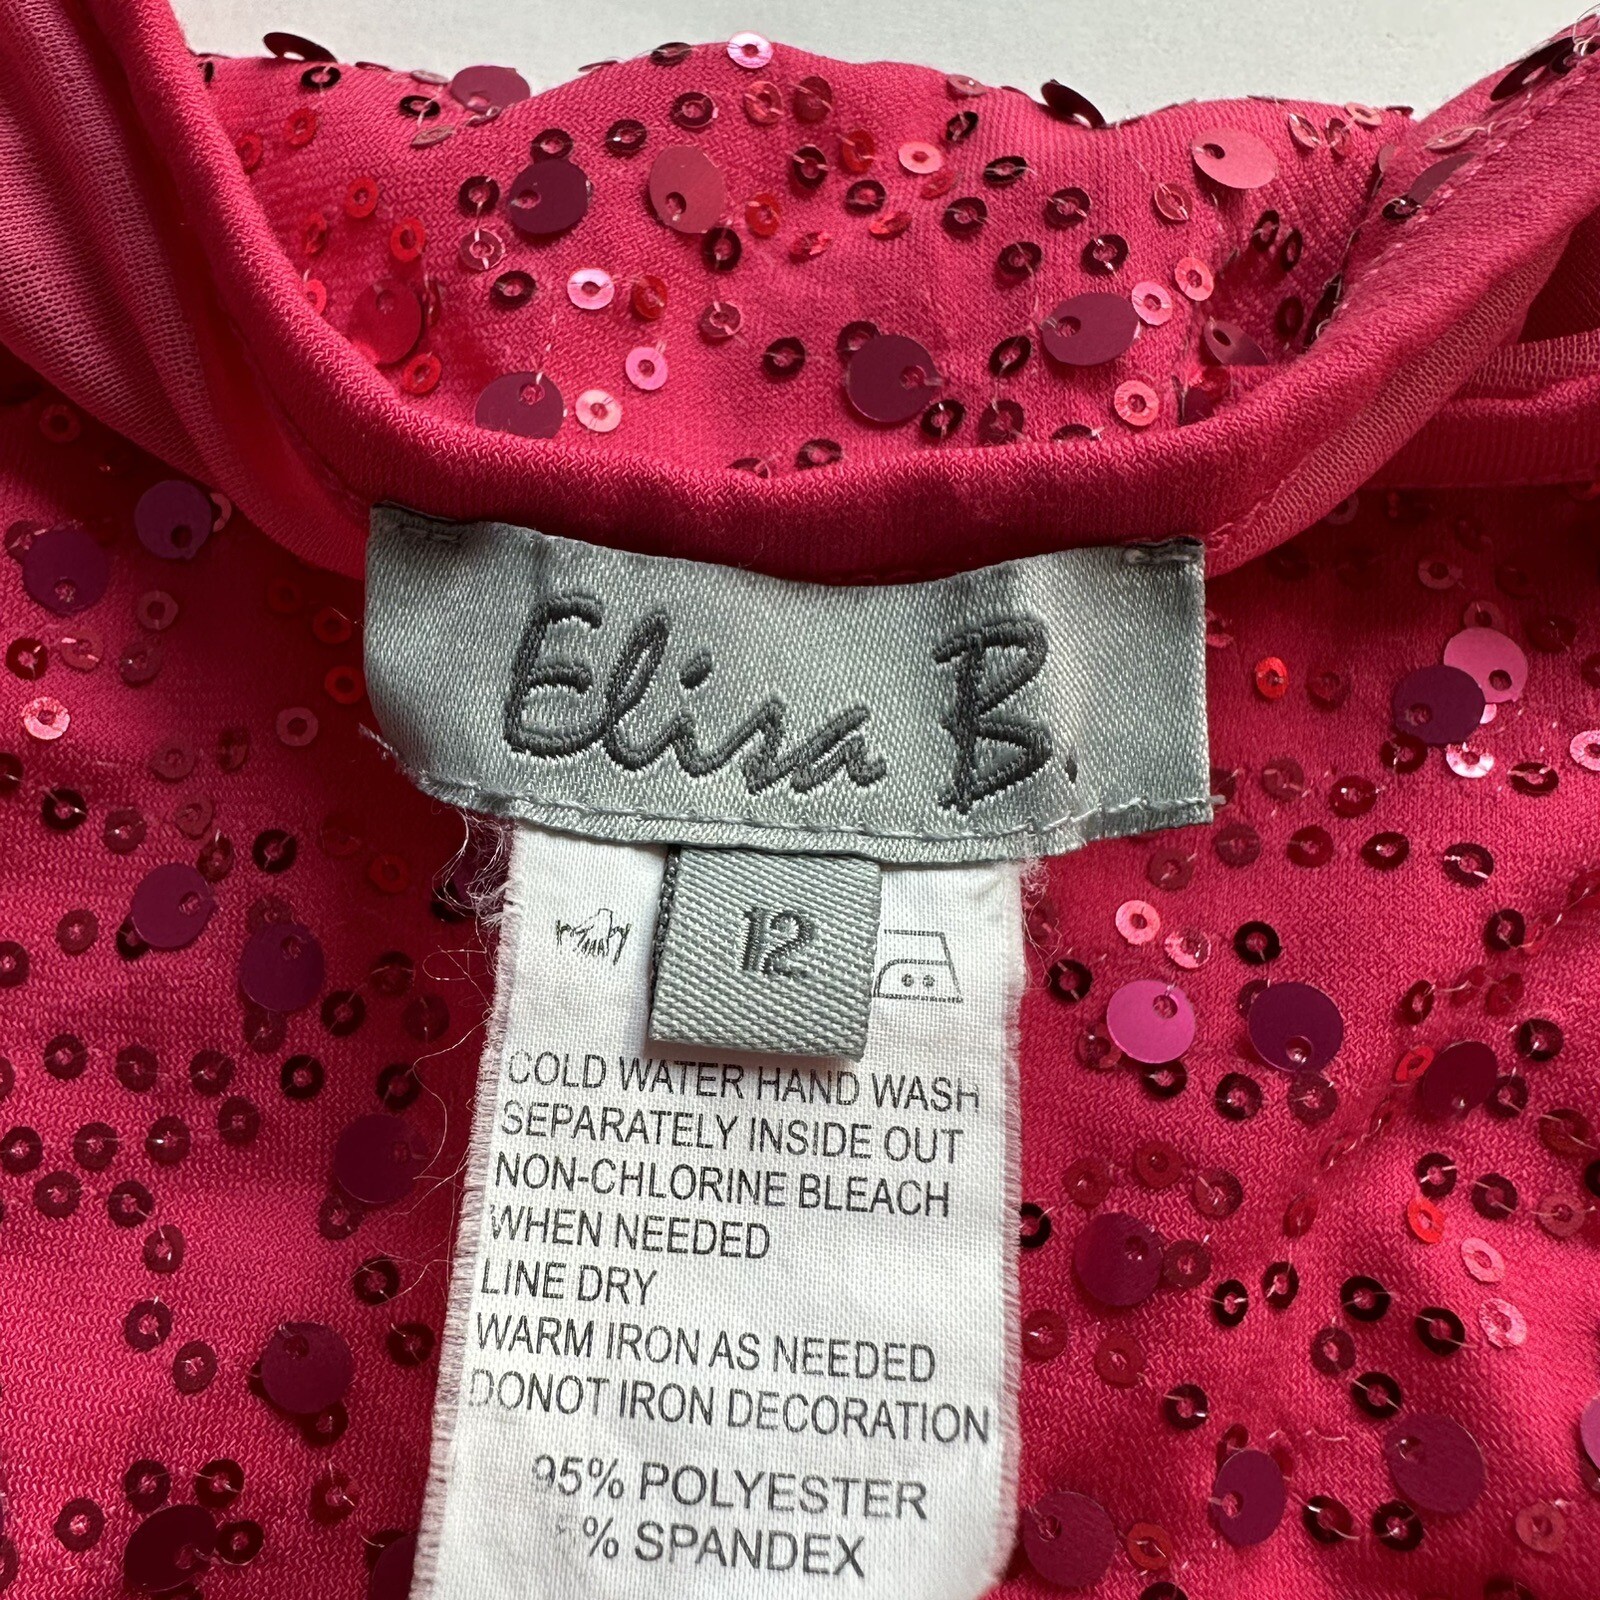 Elisa B.
12
COLD WATER HAND WASH
SEPARATELY INSIDE OUT
NON-CHLORINE BLEACH
WHEN NEEDED
LINE DRY
WARM IRON AS NEEDED
DONOT IRON DECORATION
95% POLYESTER
% SPANDEX